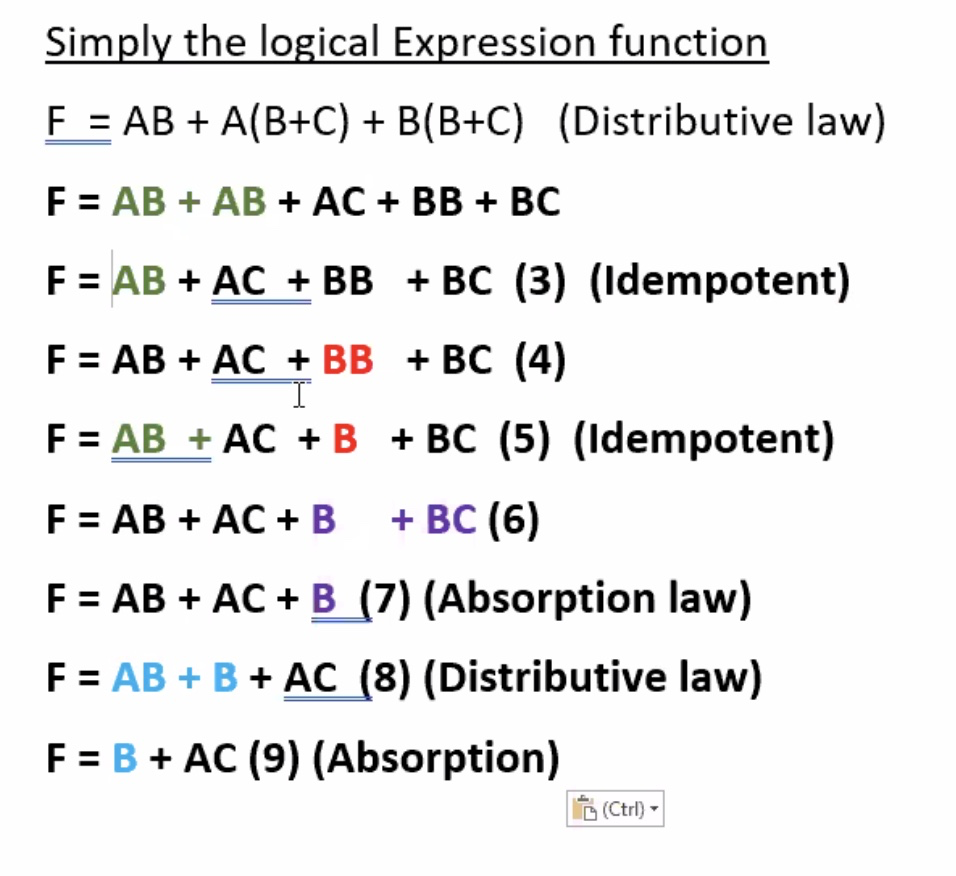 Simply the logical Expression function
F = AB + A(B+C) + B(B+C) (Distributive law)
F = AB + AB + AC + BB + BC
F = AB + AC + BB + BC (3) (Idempotent)
F = AB + AC + BB + BC (4)
F = AB + AC + B + BC (5) (Idempotent)
F = AB + AC + B + BC (6)
F = AB + AC + B (7) (Absorption law)
F = AB + B + AC (8) (Distributive law)
F = B + AC (9) (Absorption)
(Ctrl)